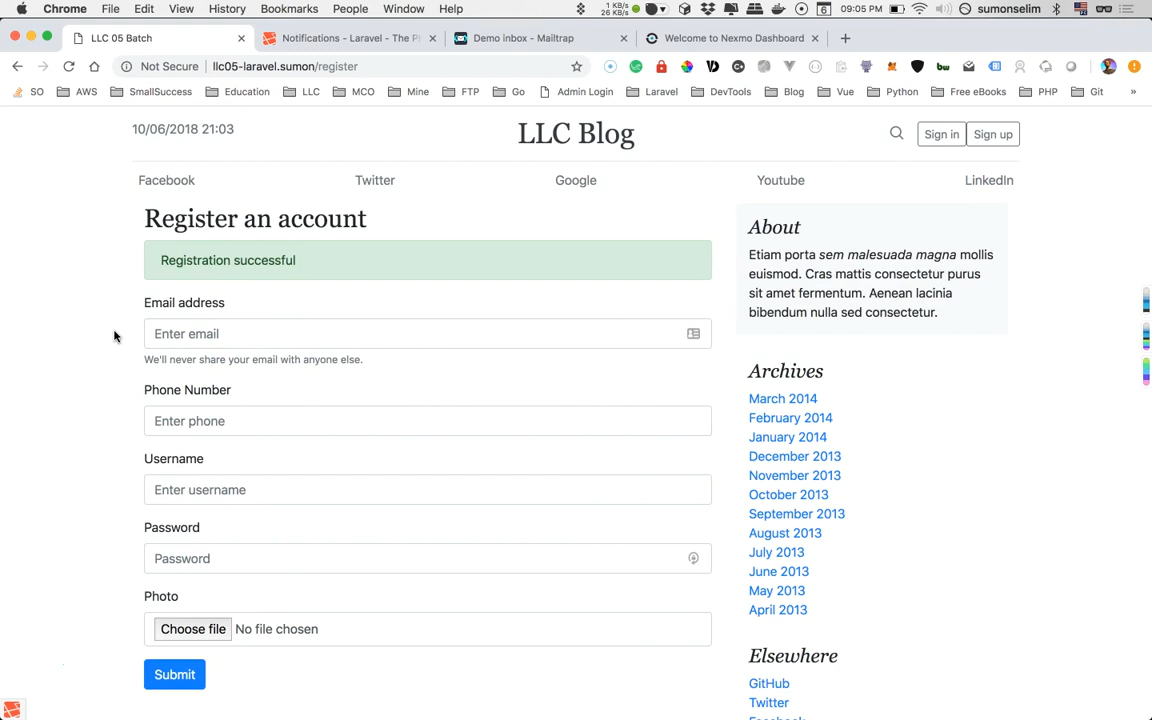 Chrome File Edit View History Bookmarks People Window Help 1 KB/s 26 KB/s 6 09:05 PM sumonselim
LLC 05 Batch Notifications - Laravel - The P Demo inbox - Mailtrap Welcome to Nexmo Dashboard
Not Secure llc05-laravel.sumon/register
SO AWS SmallSuccess Education LLC MCO Mine FTP Go Admin Login Laravel DevTools Blog Vue Python Free eBooks PHP Git »
10/06/2018 21:03 LLC Blog Sign in Sign up
Facebook Twitter Google Youtube LinkedIn
Register an account
Registration successful
Email address
Enter email
We'll never share your email with anyone else.
Phone Number
Enter phone
Username
Enter username
Password
Password
Photo
Choose file No file chosen
Submit
About
Etiam porta sem malesuada magna mollis
euismod. Cras mattis consectetur purus
sit amet fermentum. Aenean lacinia
bibendum nulla sed consectetur.
Archives
March 2014
February 2014
January 2014
December 2013
November 2013
October 2013
September 2013
August 2013
July 2013
June 2013
May 2013
April 2013
Elsewhere
GitHub
Twitter
Facebook